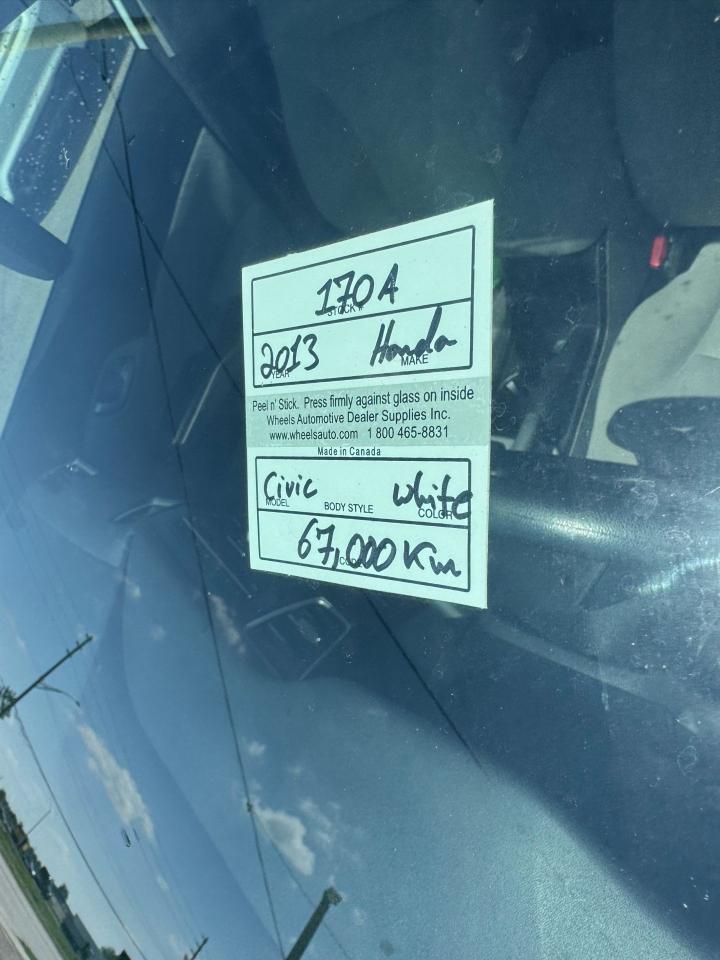 170A
STOCK #
2013 Honda
YEAR MAKE
Peel n' Stick. Press firmly against glass on inside
Wheels Automotive Dealer Supplies Inc.
www.wheelsauto.com 1 800 465-8831
Made in Canada
Civic White
MODEL BODY STYLE COLOR
67,000 Km
CODE